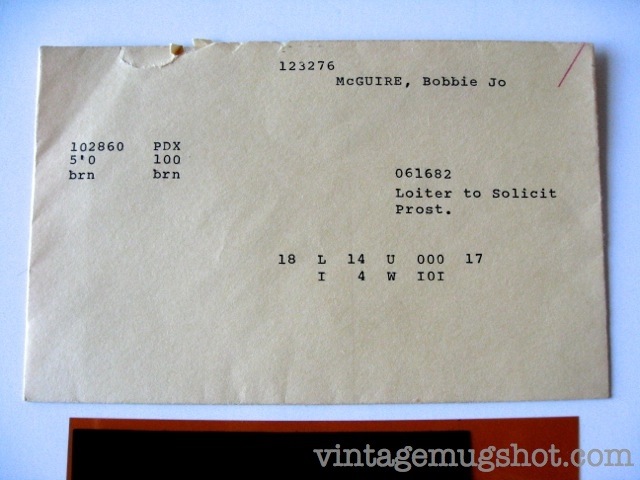 123276
McGUIRE, Bobbie Jo
102860 PDX
5'0 100
brn brn
061682
Loiter to Solicit
Prost.
18 L 14 U 000 17
I 4 W IOI
vintagemugshot.com